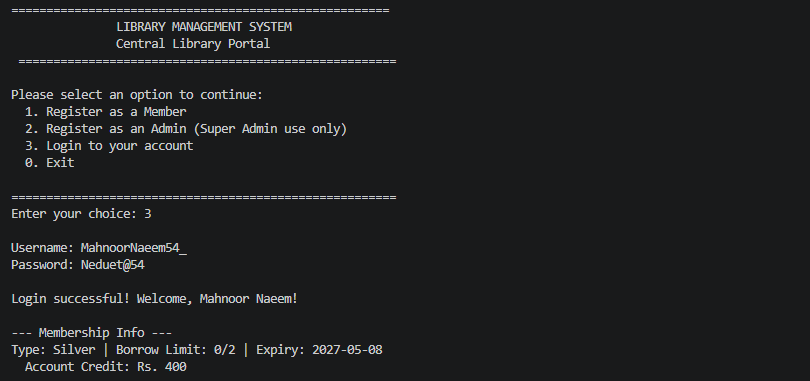 ======================================================
LIBRARY MANAGEMENT SYSTEM
Central Library Portal
======================================================
Please select an option to continue:
1. Register as a Member
2. Register as an Admin (Super Admin use only)
3. Login to your account
0. Exit
=======================================================
Enter your choice: 3
Username: MahnoorNaeem54_
Password: Neduet@54
Login successful! Welcome, Mahnoor Naeem!
--- Membership Info ---
Type: Silver | Borrow Limit: 0/2 | Expiry: 2027-05-08
Account Credit: Rs. 400